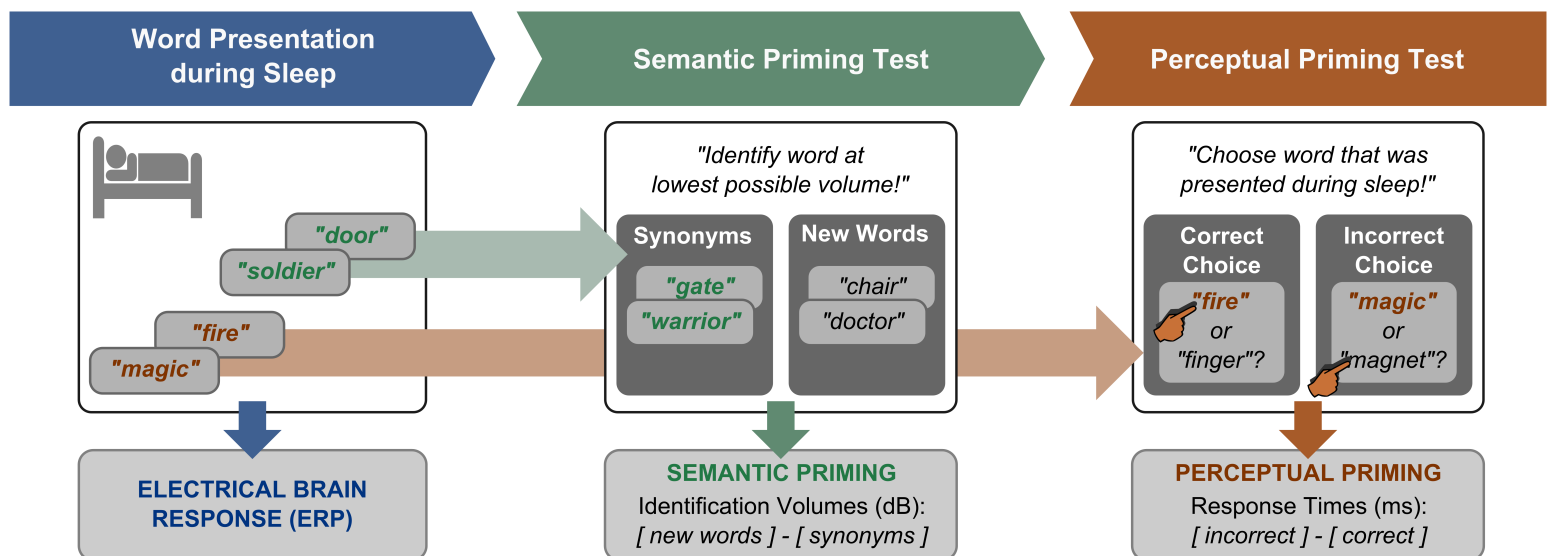 Word Presentation
during Sleep
Semantic Priming Test
Perceptual Priming Test
"door"
"soldier"
"fire"
"magic"
"Identify word at
lowest possible volume!"
Synonyms
"gate"
"warrior"
New Words
"chair"
"doctor"
"Choose word that was
presented during sleep!"
Correct
Choice
"fire"
or
"finger"?
Incorrect
Choice
"magic"
or
"magnet"?
ELECTRICAL BRAIN
RESPONSE (ERP)
SEMANTIC PRIMING
Identification Volumes (dB):
[ new words ] - [ synonyms ]
PERCEPTUAL PRIMING
Response Times (ms):
[ incorrect ] - [ correct ]